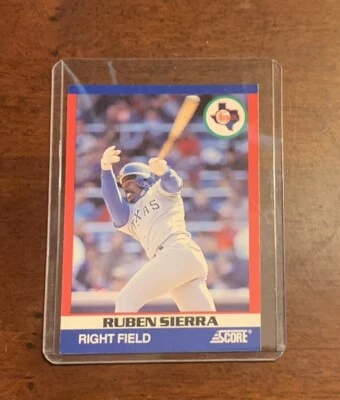 TEXAS
RUBEN SIERRA
RIGHT FIELD
SCORE®